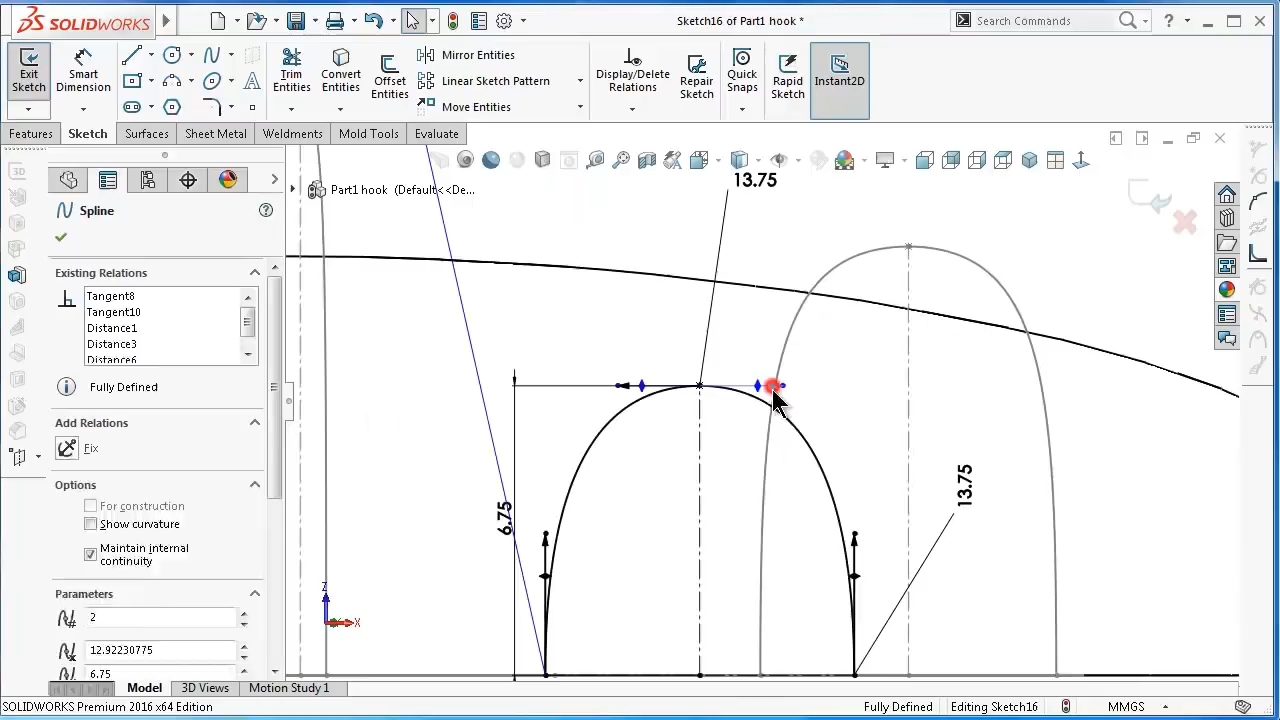 SOLIDWORKS
Sketch16 of Part1 hook *
Search Commands
?
Exit Sketch
Smart Dimension
Trim Entities
Convert Entities
Offset Entities
Mirror Entities
Linear Sketch Pattern
Move Entities
Display/Delete Relations
Repair Sketch
Quick Snaps
Rapid Sketch
Instant2D
Features
Sketch
Surfaces
Sheet Metal
Weldments
Mold Tools
Evaluate
Part1 hook (Default<<De...
Spline
Existing Relations
Tangent8
Tangent10
Distance1
Distance3
Distance6
Fully Defined
Add Relations
Fix
Options
For construction
Show curvature
Maintain internal
continuity
Parameters
2
12.92230775
6.75
13.75
6.75
13.75
Z
X
Model
3D Views
Motion Study 1
SOLIDWORKS Premium 2016 x64 Edition
Fully Defined
Editing Sketch16
MMGS